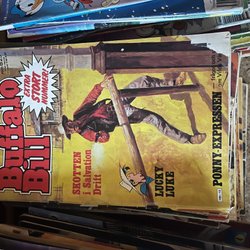 Buffalo
Bill
EXTRA
STORT
NUMMER!
SKOTTEN
i Salvation
Drift
LUCKY
LUKE
PONNY-EXPRESSEN